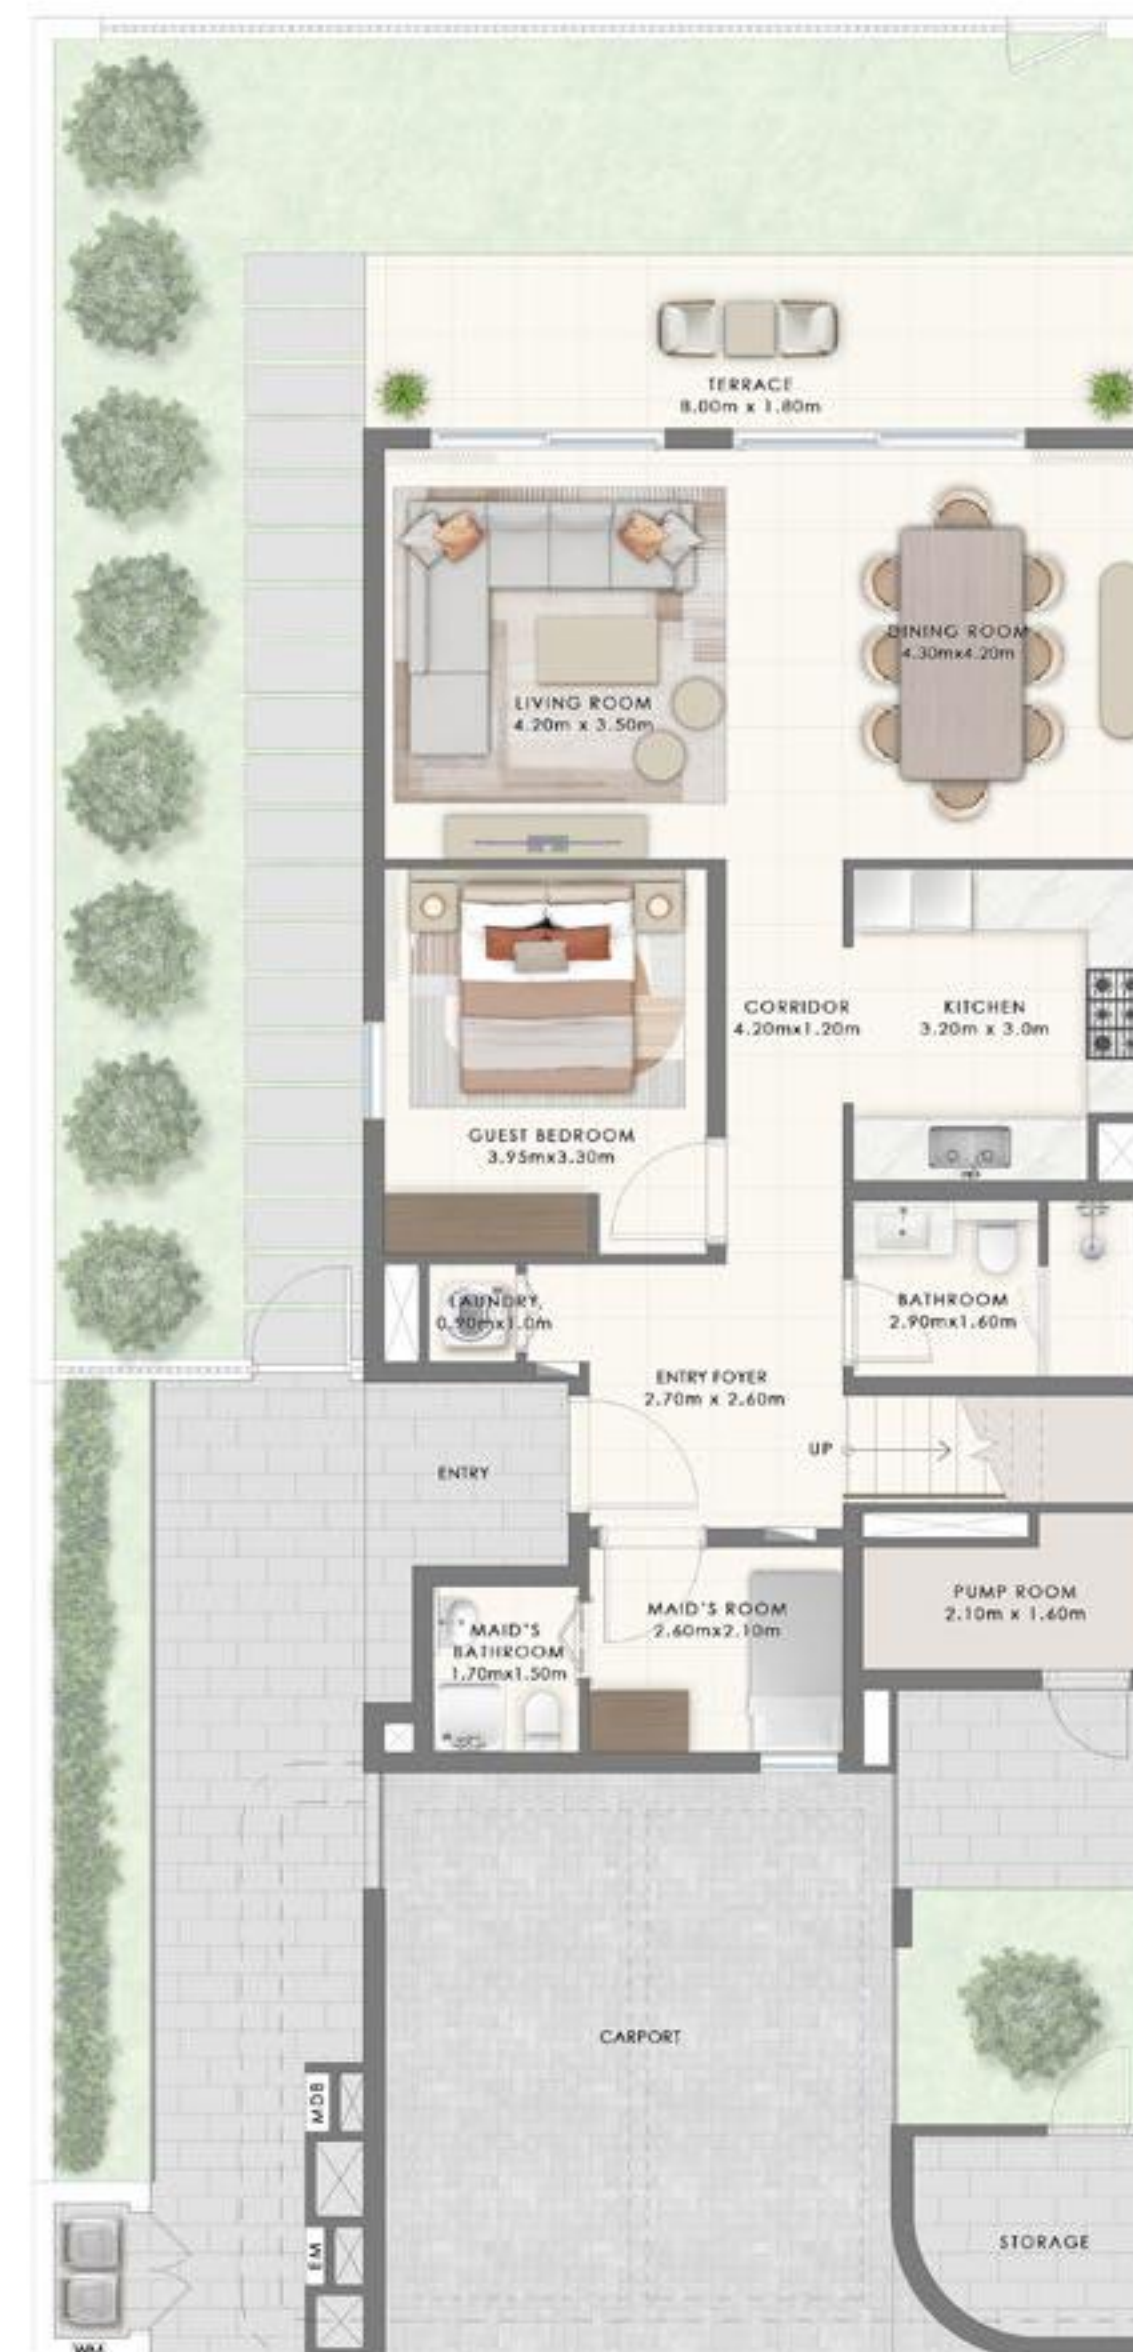 TERRACE
8.00m x 1.80m
DINING ROOM
4.30mx4.20m
LIVING ROOM
4.20m x 3.50m
CORRIDOR
4.20mx1.20m
KITCHEN
3.20m x 3.0m
GUEST BEDROOM
3.95mx3.30m
LAUNDRY
0.90mx1.0m
BATHROOM
2.90mx1.60m
ENTRY FOYER
2.70m x 2.60m
UP
ENTRY
PUMP ROOM
2.10m x 1.60m
MAID'S ROOM
2.60mx2.10m
MAID'S
BATHROOM
1.70mx1.50m
CARPORT
MDB
STORAGE
EM
WM